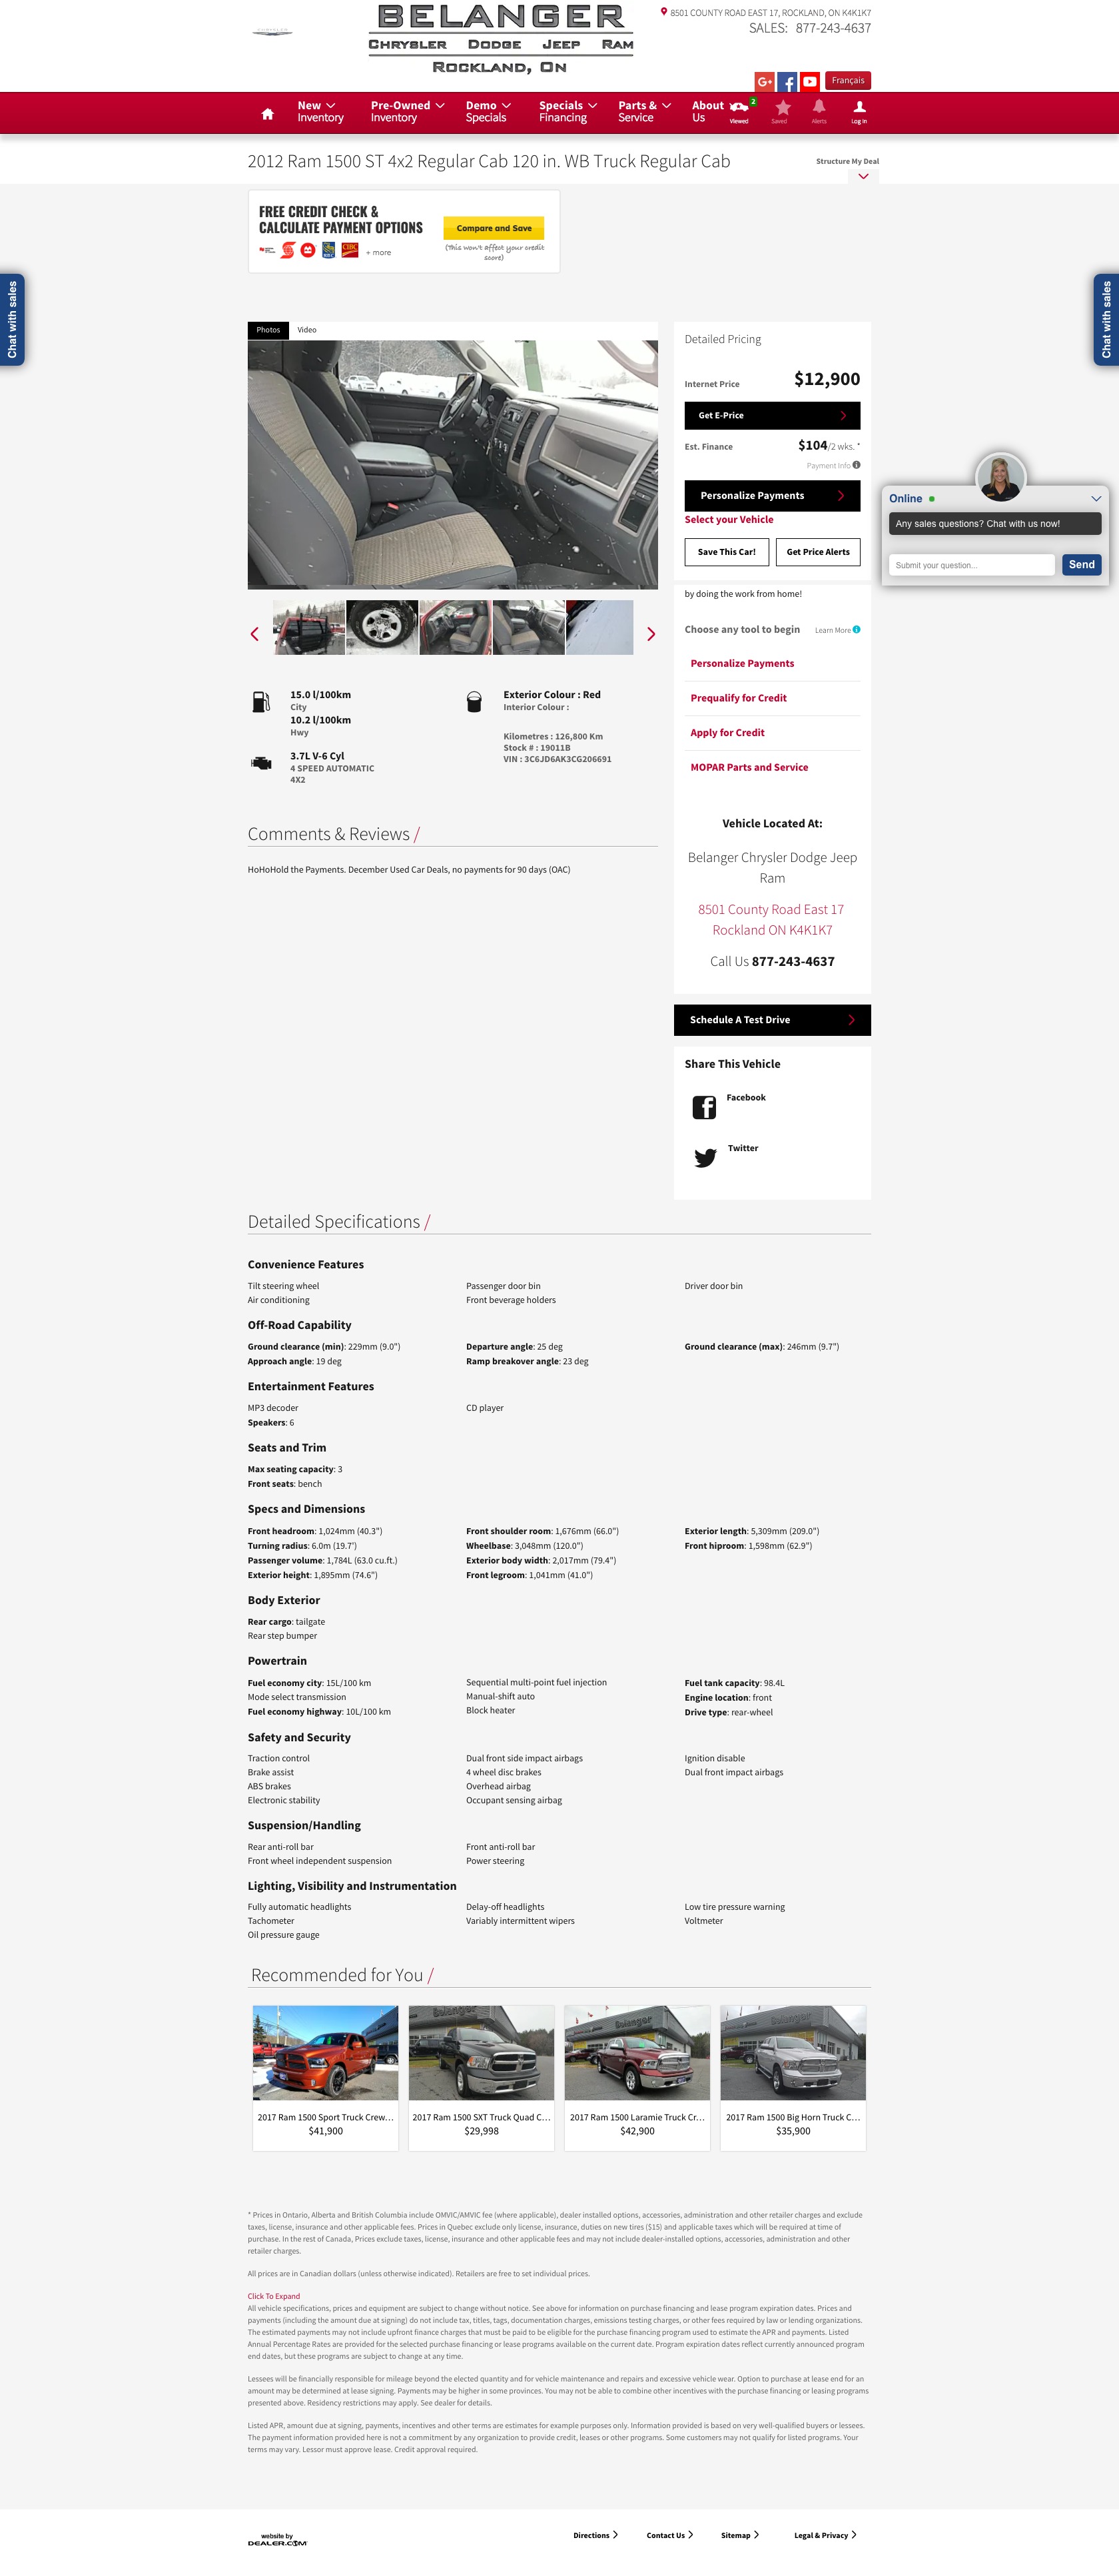 BELANGER
CHRYSLER DODGE JEEP RAM
ROCKLAND, ON
8501 COUNTY ROAD EAST 17, ROCKLAND, ON K4K1K7
SALES: 877-243-4637
Français
New Inventory
Pre-Owned Inventory
Demo Specials
Specials Financing
Parts & Service
About Us
2
Viewed
Saved
Alerts
Log In
2012 Ram 1500 ST 4x2 Regular Cab 120 in. WB Truck Regular Cab
Structure My Deal
FREE CREDIT CHECK &
CALCULATE PAYMENT OPTIONS
+ more
Compare and Save
(This won't affect your credit
score)
Chat with sales
Chat with sales
Photos
Video
Detailed Pricing
Internet Price $12,900
Get E-Price
Est. Finance $104/2 wks. *
Payment Info
Personalize Payments
Select your Vehicle
Save This Car!
Get Price Alerts
Online
Any sales questions? Chat with us now!
Submit your question...
Send
by doing the work from home!
Choose any tool to begin
Learn More
Personalize Payments
Prequalify for Credit
Apply for Credit
MOPAR Parts and Service
15.0 l/100km
City
10.2 l/100km
Hwy
3.7L V-6 Cyl
4 SPEED AUTOMATIC
4X2
Exterior Colour : Red
Interior Colour :
Kilometres : 126,800 Km
Stock # : 19011B
VIN : 3C6JD6AK3CG206691
Comments & Reviews /
HoHoHold the Payments. December Used Car Deals, no payments for 90 days (OAC)
Vehicle Located At:
Belanger Chrysler Dodge Jeep
Ram
8501 County Road East 17
Rockland ON K4K1K7
Call Us 877-243-4637
Schedule A Test Drive
Share This Vehicle
Facebook
Twitter
Detailed Specifications /
Convenience Features
Tilt steering wheel
Air conditioning
Passenger door bin
Front beverage holders
Driver door bin
Off-Road Capability
Ground clearance (min): 229mm (9.0")
Approach angle: 19 deg
Departure angle: 25 deg
Ramp breakover angle: 23 deg
Ground clearance (max): 246mm (9.7")
Entertainment Features
MP3 decoder
Speakers: 6
CD player
Seats and Trim
Max seating capacity: 3
Front seats: bench
Specs and Dimensions
Front headroom: 1,024mm (40.3")
Turning radius: 6.0m (19.7')
Passenger volume: 1,784L (63.0 cu.ft.)
Exterior height: 1,895mm (74.6")
Front shoulder room: 1,676mm (66.0")
Wheelbase: 3,048mm (120.0")
Exterior body width: 2,017mm (79.4")
Front legroom: 1,041mm (41.0")
Exterior length: 5,309mm (209.0")
Front hiproom: 1,598mm (62.9")
Body Exterior
Rear cargo: tailgate
Rear step bumper
Powertrain
Fuel economy city: 15L/100 km
Mode select transmission
Fuel economy highway: 10L/100 km
Sequential multi-point fuel injection
Manual-shift auto
Block heater
Fuel tank capacity: 98.4L
Engine location: front
Drive type: rear-wheel
Safety and Security
Traction control
Brake assist
ABS brakes
Electronic stability
Dual front side impact airbags
4 wheel disc brakes
Overhead airbag
Occupant sensing airbag
Ignition disable
Dual front impact airbags
Suspension/Handling
Rear anti-roll bar
Front wheel independent suspension
Front anti-roll bar
Power steering
Lighting, Visibility and Instrumentation
Fully automatic headlights
Tachometer
Oil pressure gauge
Delay-off headlights
Variably intermittent wipers
Low tire pressure warning
Voltmeter
Recommended for You /
2017 Ram 1500 Sport Truck Crew...
$41,900
2017 Ram 1500 SXT Truck Quad C...
$29,998
2017 Ram 1500 Laramie Truck Cr...
$42,900
2017 Ram 1500 Big Horn Truck C...
$35,900
* Prices in Ontario, Alberta and British Columbia include OMVIC/AMVIC fee (where applicable), dealer installed options, accessories, administration and other retailer charges and exclude
taxes, license, insurance and other applicable fees. Prices in Quebec exclude only license, insurance, duties on new tires ($15) and applicable taxes which will be required at time of
purchase. In the rest of Canada, Prices exclude taxes, license, insurance and other applicable fees and may not include dealer-installed options, accessories, administration and other
retailer charges.
All prices are in Canadian dollars (unless otherwise indicated). Retailers are free to set individual prices.
Click To Expand
All vehicle specifications, prices and equipment are subject to change without notice. See above for information on purchase financing and lease program expiration dates. Prices and
payments (including the amount due at signing) do not include tax, titles, tags, documentation charges, emissions testing charges, or other fees required by law or lending organizations.
The estimated payments may not include upfront finance charges that must be paid to be eligible for the purchase financing program used to estimate the APR and payments. Listed
Annual Percentage Rates are provided for the selected purchase financing or lease programs available on the current date. Program expiration dates reflect currently announced program
end dates, but these programs are subject to change at any time.
Lessees will be financially responsible for mileage beyond the elected quantity and for vehicle maintenance and repairs and excessive vehicle wear. Option to purchase at lease end for an
amount may be determined at lease signing. Payments may be higher in some provinces. You may not be able to combine other incentives with the purchase financing or leasing programs
presented above. Residency restrictions may apply. See dealer for details.
Listed APR, amount due at signing, payments, incentives and other terms are estimates for example purposes only. Information provided is based on very well-qualified buyers or lessees.
The payment information provided here is not a commitment by any organization to provide credit, leases or other programs. Some customers may not qualify for listed programs. Your
terms may vary. Lessor must approve lease. Credit approval required.
website by
DEALER.COM
Directions
Contact Us
Sitemap
Legal & Privacy